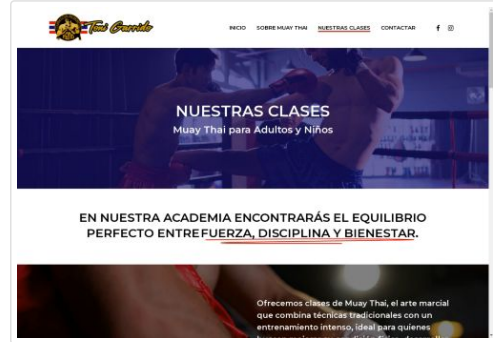 Toni Garrido
INICIO SOBRE MUAY THAI NUESTRAS CLASES CONTACTAR
NUESTRAS CLASES
Muay Thai para Adultos y Niños
EN NUESTRA ACADEMIA ENCONTRARÁS EL EQUILIBRIO
PERFECTO ENTRE FUERZA, DISCIPLINA Y BIENESTAR.
Ofrecemos clases de Muay Thai, el arte marcial
que combina técnicas tradicionales con un
entrenamiento intenso, ideal para quienes